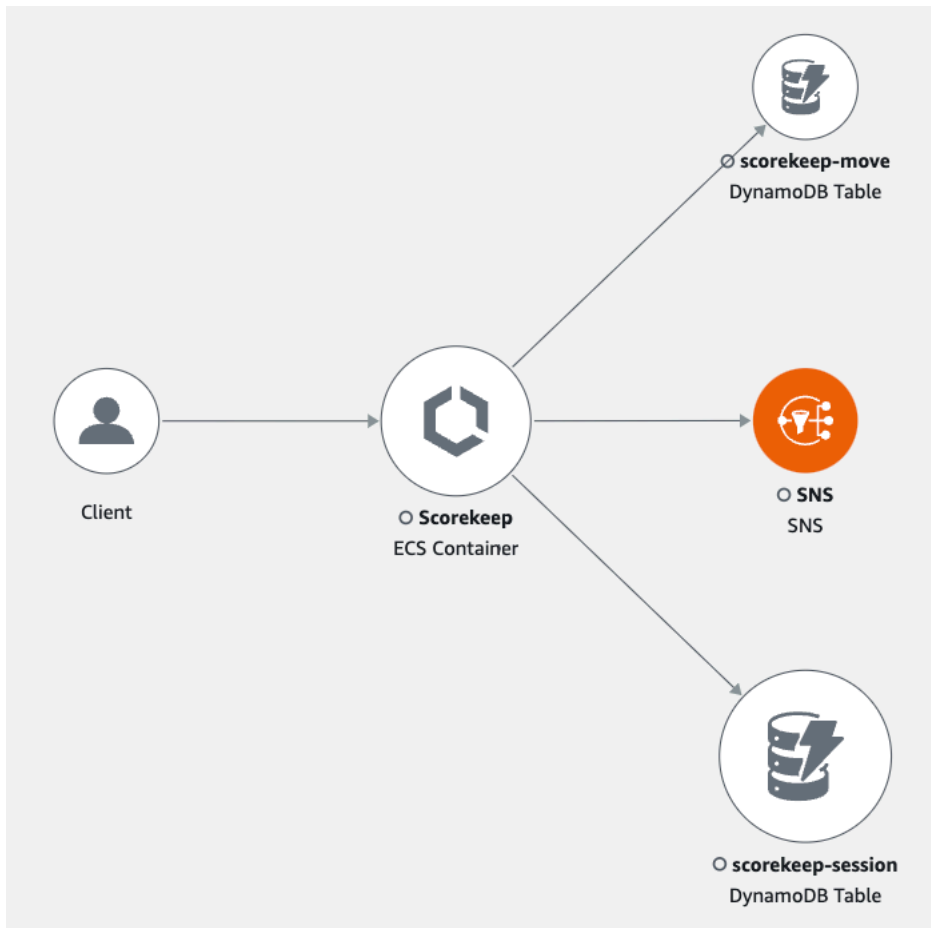 scorekeep-move
DynamoDB Table
Client
Scorekeep
ECS Container
SNS
SNS
scorekeep-session
DynamoDB Table